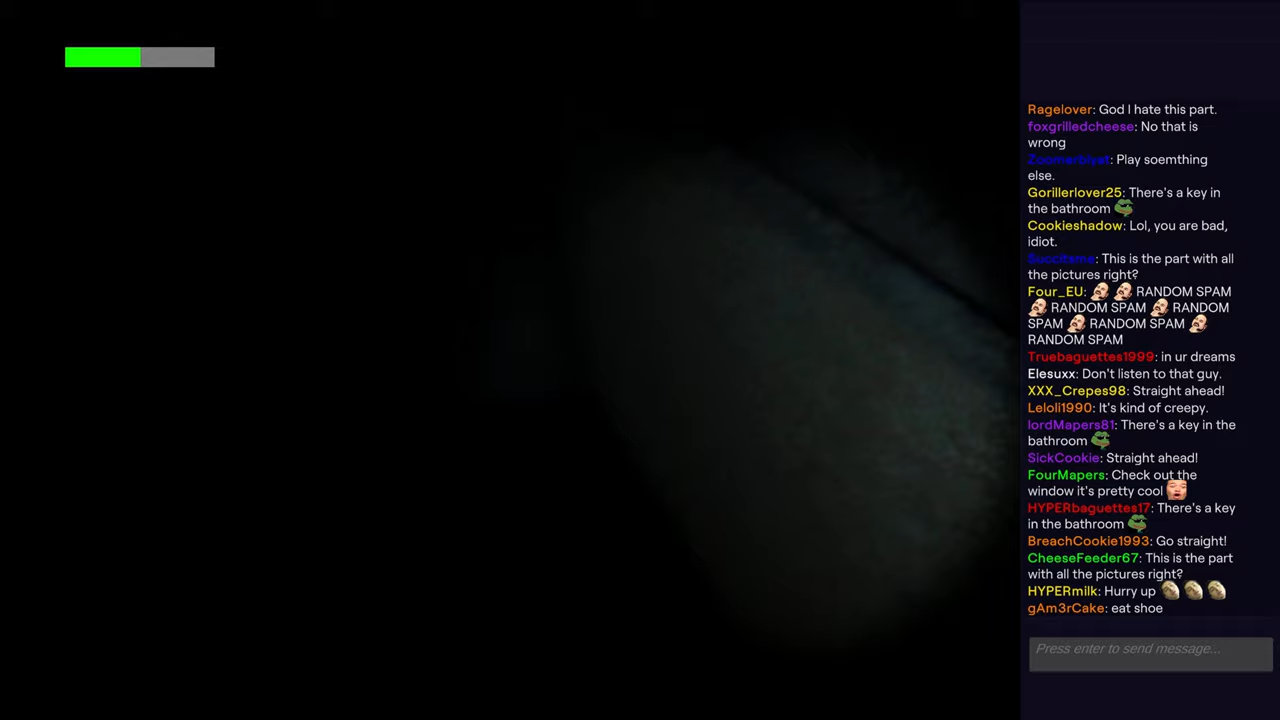 Ragelover: God I hate this part.
foxgrilledcheese: No that is
wrong
Zoomerblyat: Play soemthing
else.
Gorillerlover25: There's a key in
the bathroom
Cookieshadow: Lol, you are bad,
idiot.
Succitsme: This is the part with all
the pictures right?
Four_EU: RANDOM SPAM
RANDOM SPAM RANDOM
SPAM RANDOM SPAM
RANDOM SPAM
Truebaguettes1999: in ur dreams
Elesuxx: Don't listen to that guy.
XXX_Crepes98: Straight ahead!
Leloli1990: It's kind of creepy.
lordMapers81: There's a key in the
bathroom
SickCookie: Straight ahead!
FourMapers: Check out the
window it's pretty cool
HYPERbaguettes17: There's a key
in the bathroom
BreachCookie1993: Go straight!
CheeseFeeder67: This is the part
with all the pictures right?
HYPERmilk: Hurry up
gAm3rCake: eat shoe
Press enter to send message...